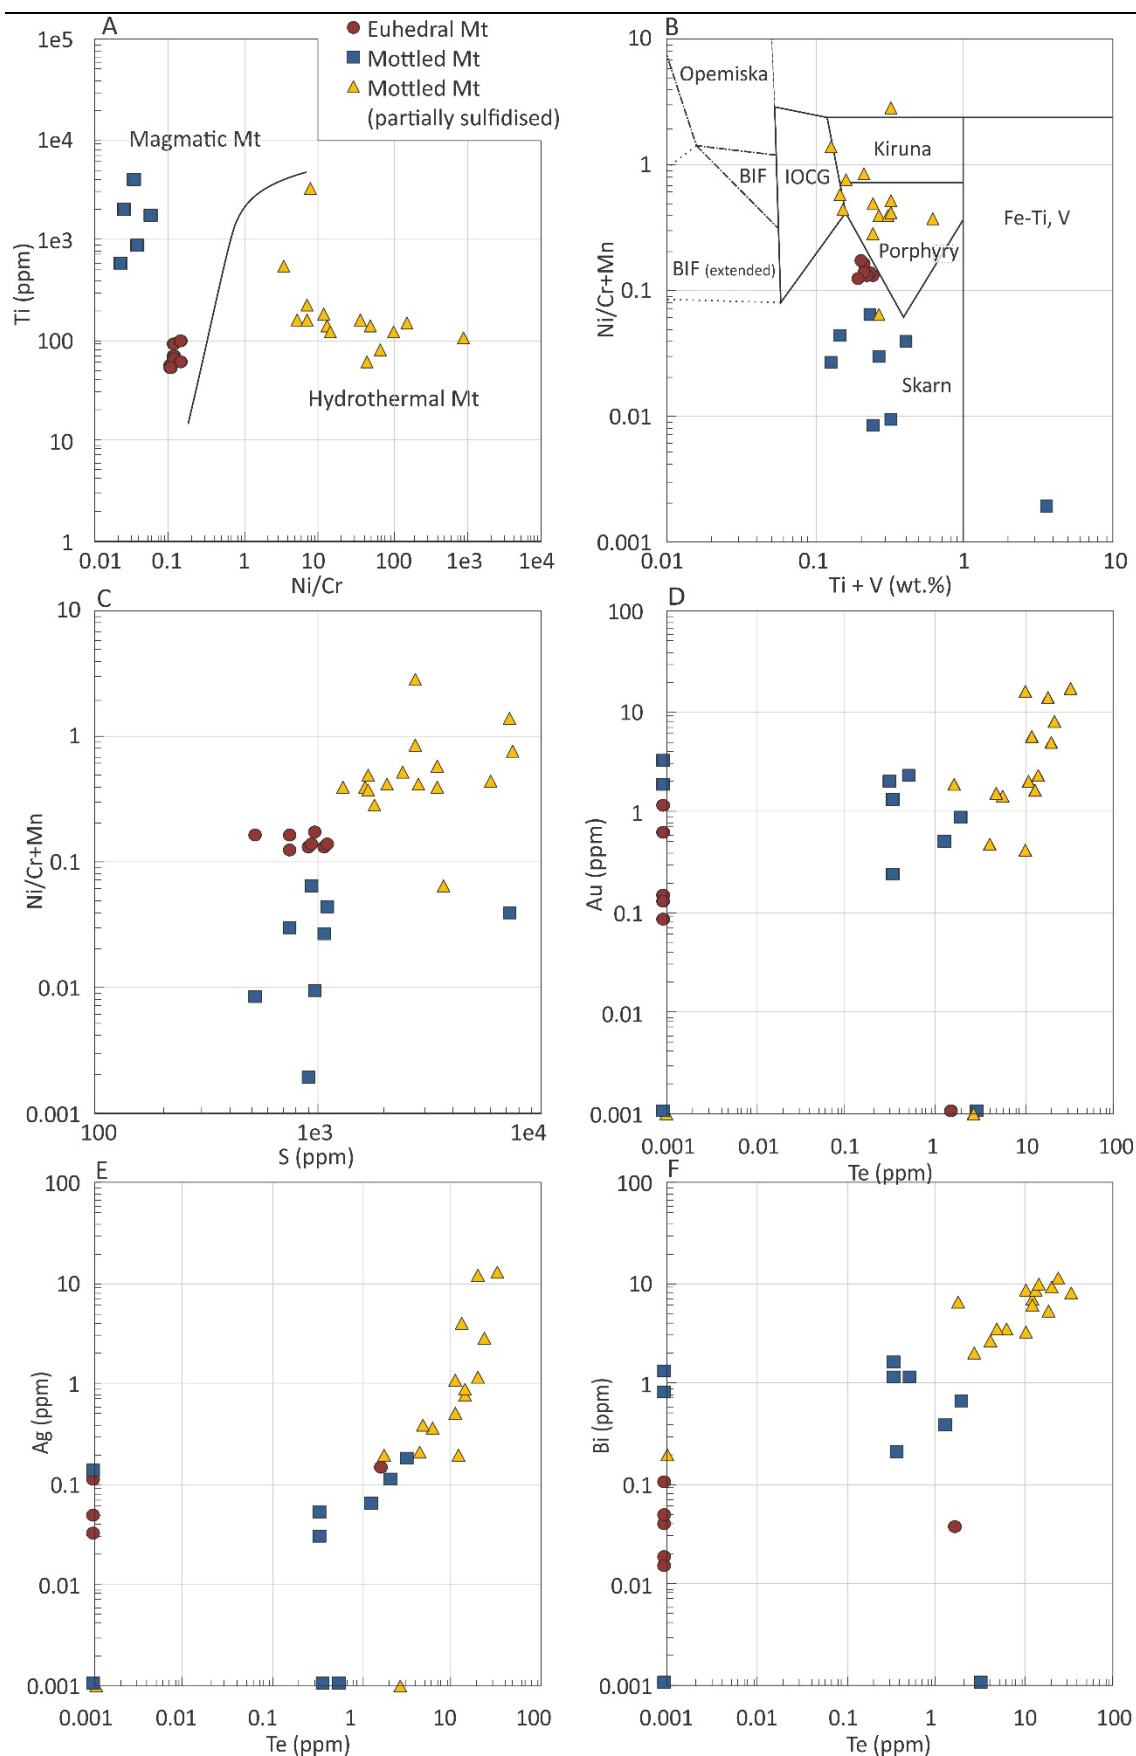 A
Euhedral Mt
Mottled Mt
Mottled Mt
(partially sulfidised)
1e5
1e4
1e3
100
10
1
Ti (ppm)
Magmatic Mt
Hydrothermal Mt
0.01 0.1 1 10 100 1e3 1e4
Ni/Cr
B
10
1
0.1
0.01
0.001
Ni/Cr+Mn
Opemiska
BIF
IOCG
Kiruna
Fe-Ti, V
Porphyry
BIF (extended)
Skarn
0.01 0.1 1 10
Ti + V (wt.%)
C
10
1
0.1
0.01
0.001
Ni/Cr+Mn
100 1e3 1e4
S (ppm)
D
100
10
1
0.1
0.01
0.001
Au (ppm)
0.001 0.01 0.1 1 10 100
Te (ppm)
E
100
10
1
0.1
0.01
0.001
Ag (ppm)
0.001 0.01 0.1 1 10 100
Te (ppm)
F
100
10
1
0.1
0.01
0.001
Bi (ppm)
0.001 0.01 0.1 1 10 100
Te (ppm)